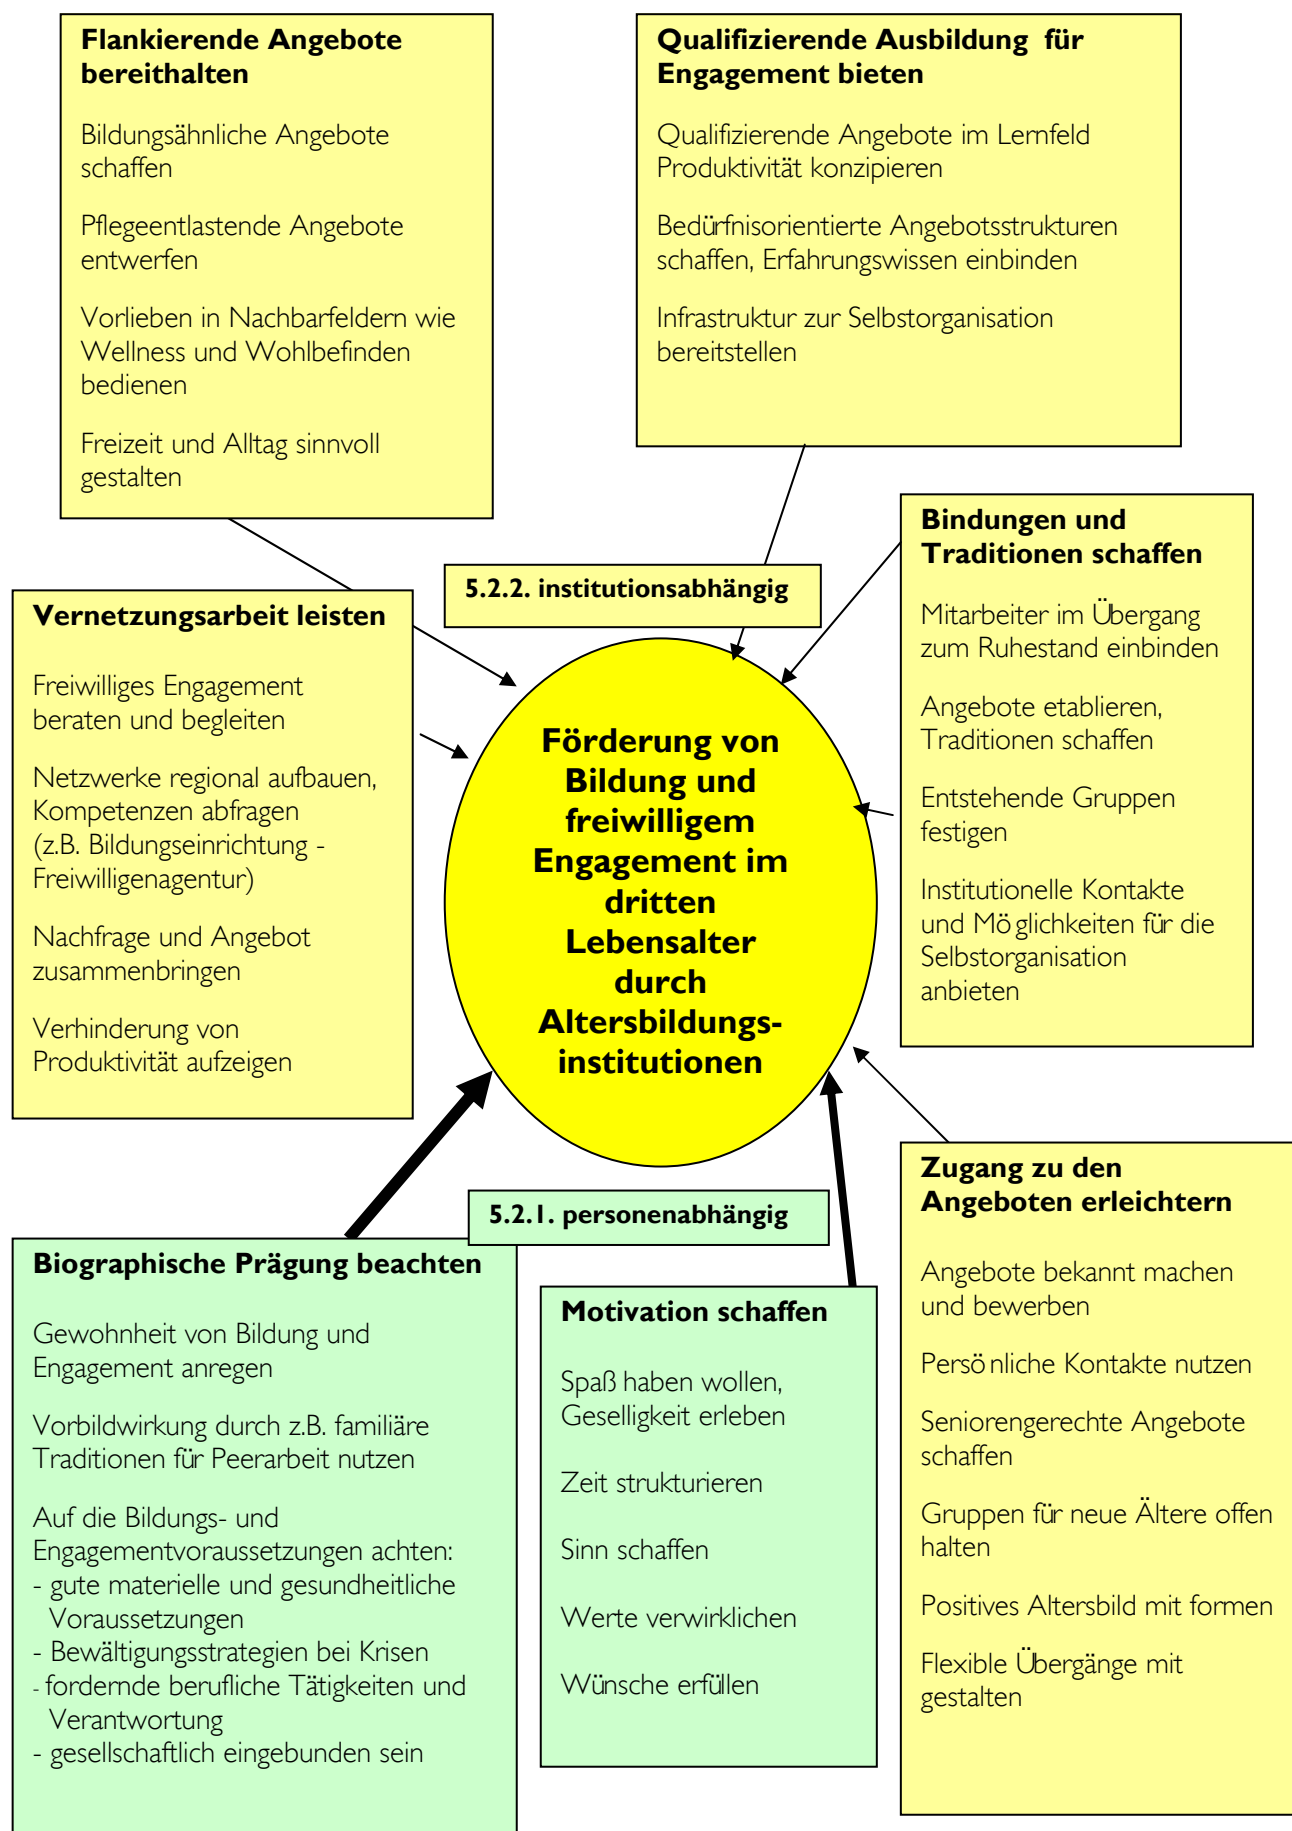 Flankierende Angebote
bereithalten
Bildungsähnliche Angebote
schaffen
Pflegeentlastende Angebote
entwerfen
Vorlieben in Nachbarfeldern wie
Wellness und Wohlbefinden
bedienen
Freizeit und Alltag sinnvoll
gestalten
Qualifizierende Ausbildung für
Engagement bieten
Qualifizierende Angebote im Lernfeld
Produktivität konzipieren
Bedürfnisorientierte Angebotsstrukturen
schaffen, Erfahrungswissen einbinden
Infrastruktur zur Selbstorganisation
bereitstellen
Bindungen und
Traditionen schaffen
Mitarbeiter im Übergang
zum Ruhestand einbinden
Angebote etablieren,
Traditionen schaffen
Entstehende Gruppen
festigen
Institutionelle Kontakte
und Möglichkeiten für die
Selbstorganisation
anbieten
5.2.2. institutionsabhängig
Vernetzungsarbeit leisten
Freiwilliges Engagement
beraten und begleiten
Netzwerke regional aufbauen,
Kompetenzen abfragen
(z.B. Bildungseinrichtung -
Freiwilligenagentur)
Nachfrage und Angebot
zusammenbringen
Verhinderung von
Produktivität aufzeigen
Förderung von
Bildung und
freiwilligem
Engagement im
dritten
Lebensalter
durch
Altersbildungs-
institutionen
5.2.1. personenabhängig
Biographische Prägung beachten
Gewohnheit von Bildung und
Engagement anregen
Vorbildwirkung durch z.B. familiäre
Traditionen für Peerarbeit nutzen
Auf die Bildungs- und
Engagementvoraussetzungen achten:
- gute materielle und gesundheitliche
Voraussetzungen
- Bewältigungsstrategien bei Krisen
- fordernde berufliche Tätigkeiten und
Verantwortung
- gesellschaftlich eingebunden sein
Motivation schaffen
Spaß haben wollen,
Geselligkeit erleben
Zeit strukturieren
Sinn schaffen
Werte verwirklichen
Wünsche erfüllen
Zugang zu den
Angeboten erleichtern
Angebote bekannt machen
und bewerben
Persönliche Kontakte nutzen
Seniorengerechte Angebote
schaffen
Gruppen für neue Ältere offen
halten
Positives Altersbild mit formen
Flexible Übergänge mit
gestalten